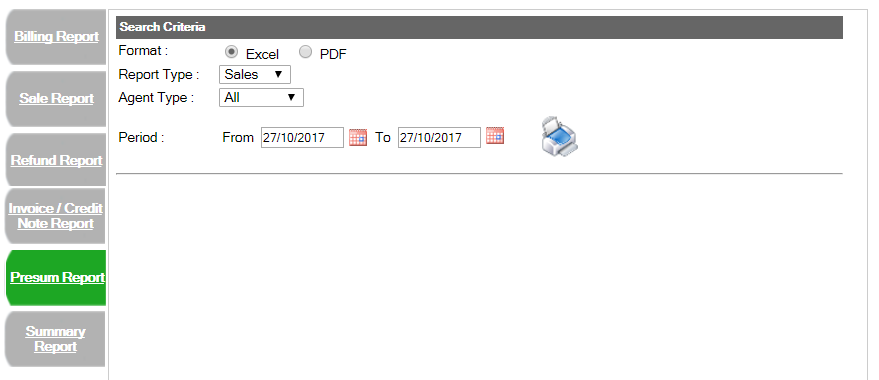 Billing Report
Sale Report
Refund Report
Invoice / Credit
Note Report
Presum Report
Summary
Report
Search Criteria
Format : Excel PDF
Report Type : Sales
Agent Type : All
Period : From 27/10/2017 To 27/10/2017